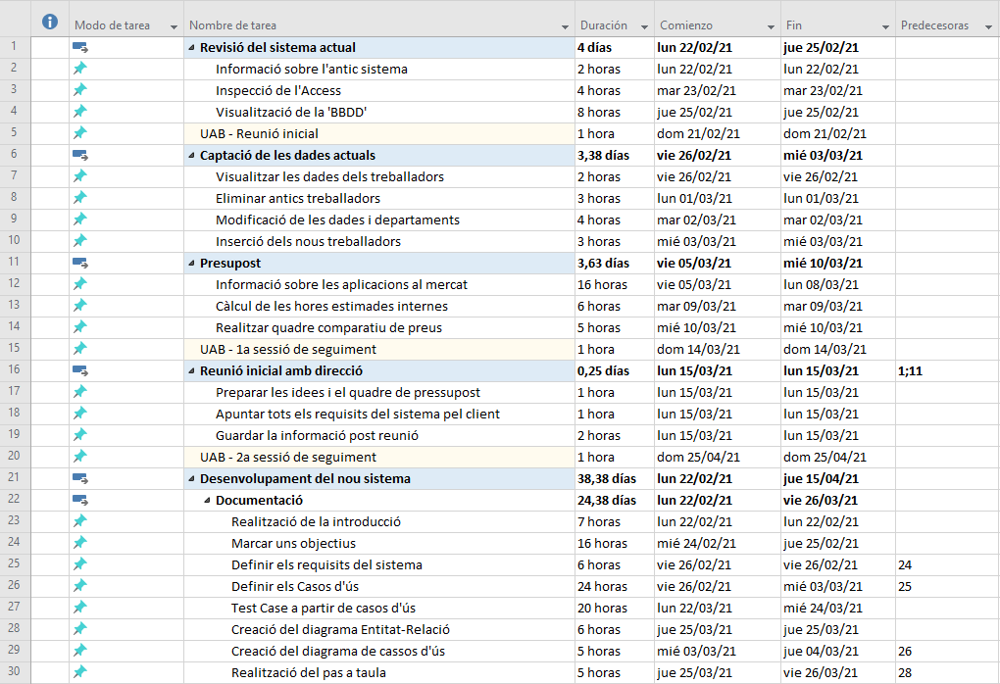 Modo de tarea Nombre de tarea Duración Comienzo Fin Predecesoras
1 Revisió del sistema actual 4 días lun 22/02/21 jue 25/02/21
2 Informació sobre l'antic sistema 2 horas lun 22/02/21 lun 22/02/21
3 Inspecció de l'Access 4 horas mar 23/02/21 mar 23/02/21
4 Visualització de la 'BBDD' 8 horas jue 25/02/21 jue 25/02/21
5 UAB - Reunió inicial 1 hora dom 21/02/21 dom 21/02/21
6 Captació de les dades actuals 3,38 días vie 26/02/21 mié 03/03/21
7 Visualitzar les dades dels treballadors 2 horas vie 26/02/21 vie 26/02/21
8 Eliminar antics treballadors 3 horas lun 01/03/21 lun 01/03/21
9 Modificació de les dades i departaments 4 horas mar 02/03/21 mar 02/03/21
10 Inserció dels nous treballadors 3 horas mié 03/03/21 mié 03/03/21
11 Presupost 3,63 días vie 05/03/21 mié 10/03/21
12 Informació sobre les aplicacions al mercat 16 horas vie 05/03/21 lun 08/03/21
13 Càlcul de les hores estimades internes 6 horas mar 09/03/21 mar 09/03/21
14 Realitzar quadre comparatiu de preus 5 horas mié 10/03/21 mié 10/03/21
15 UAB - 1a sessió de seguiment 1 hora dom 14/03/21 dom 14/03/21
16 Reunió inicial amb direcció 0,25 días lun 15/03/21 lun 15/03/21 1;11
17 Preparar les idees i el quadre de pressupost 1 hora lun 15/03/21 lun 15/03/21
18 Apuntar tots els requisits del sistema pel client 1 hora lun 15/03/21 lun 15/03/21
19 Guardar la informació post reunió 2 horas lun 15/03/21 lun 15/03/21
20 UAB - 2a sessió de seguiment 1 hora dom 25/04/21 dom 25/04/21
21 Desenvolupament del nou sistema 38,38 días lun 22/02/21 jue 15/04/21
22 Documentació 24,38 días lun 22/02/21 vie 26/03/21
23 Realització de la introducció 7 horas lun 22/02/21 lun 22/02/21
24 Marcar uns objectius 16 horas mié 24/02/21 jue 25/02/21
25 Definir els requisits del sistema 6 horas vie 26/02/21 vie 26/02/21 24
26 Definir els Casos d'ús 24 horas vie 26/02/21 mié 03/03/21 25
27 Test Case a partir de casos d'ús 20 horas lun 22/03/21 mié 24/03/21
28 Creació del diagrama Entitat-Relació 6 horas jue 25/03/21 jue 25/03/21
29 Creació del diagrama de cassos d'ús 5 horas mié 03/03/21 jue 04/03/21 26
30 Realització del pas a taula 5 horas jue 25/03/21 vie 26/03/21 28